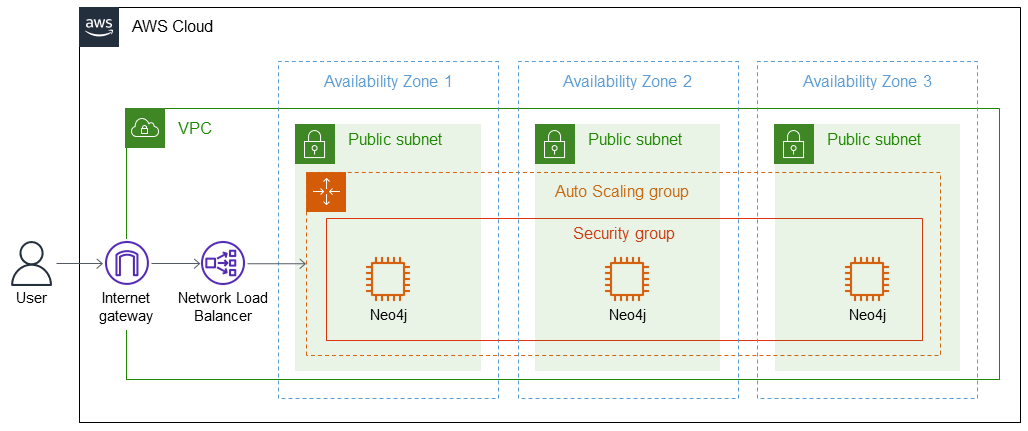 aws
AWS Cloud
Availability Zone 1
Availability Zone 2
Availability Zone 3
VPC
Public subnet
Public subnet
Public subnet
Auto Scaling group
Security group
User
Internet
gateway
Network Load
Balancer
Neo4j
Neo4j
Neo4j